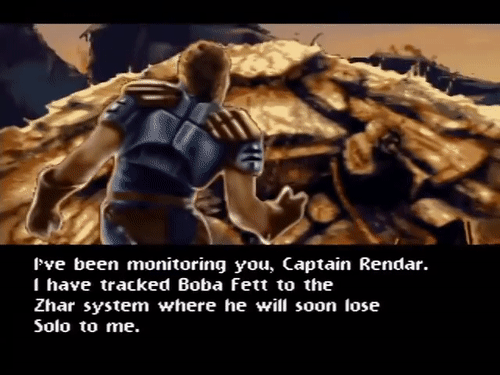 I've been monitoring you, Captain Rendar.
I have tracked Boba Fett to the
Zhar system where he will soon lose
Solo to me.